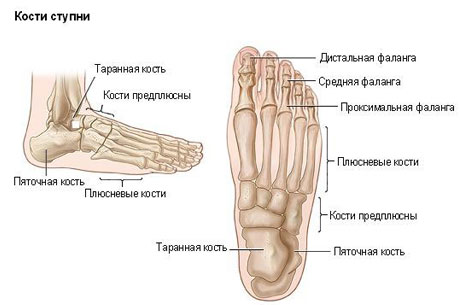 Кости ступни
Таранная кость
Кости предплюсны
Пяточная кость
Плюсневые кости
Дистальная фаланга
Средняя фаланга
Проксимальная фаланга
Плюсневые кости
Кости предплюсны
Таранная кость
Пяточная кость